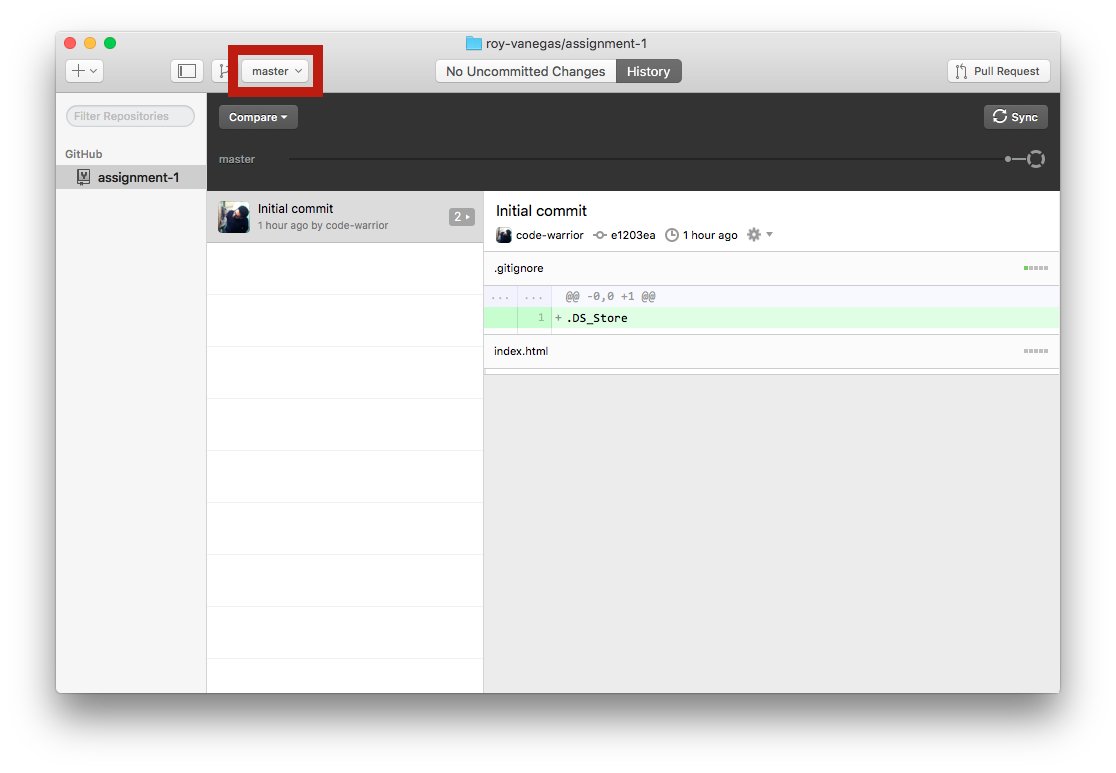 roy-vanegas/assignment-1
master
No Uncommitted Changes History
Pull Request
Filter Repositories
GitHub
assignment-1
Compare
Sync
master
Initial commit
1 hour ago by code-warrior
2
Initial commit
code-warrior e1203ea 1 hour ago
.gitignore
... ... @@ -0,0 +1 @@
1 + .DS_Store
index.html